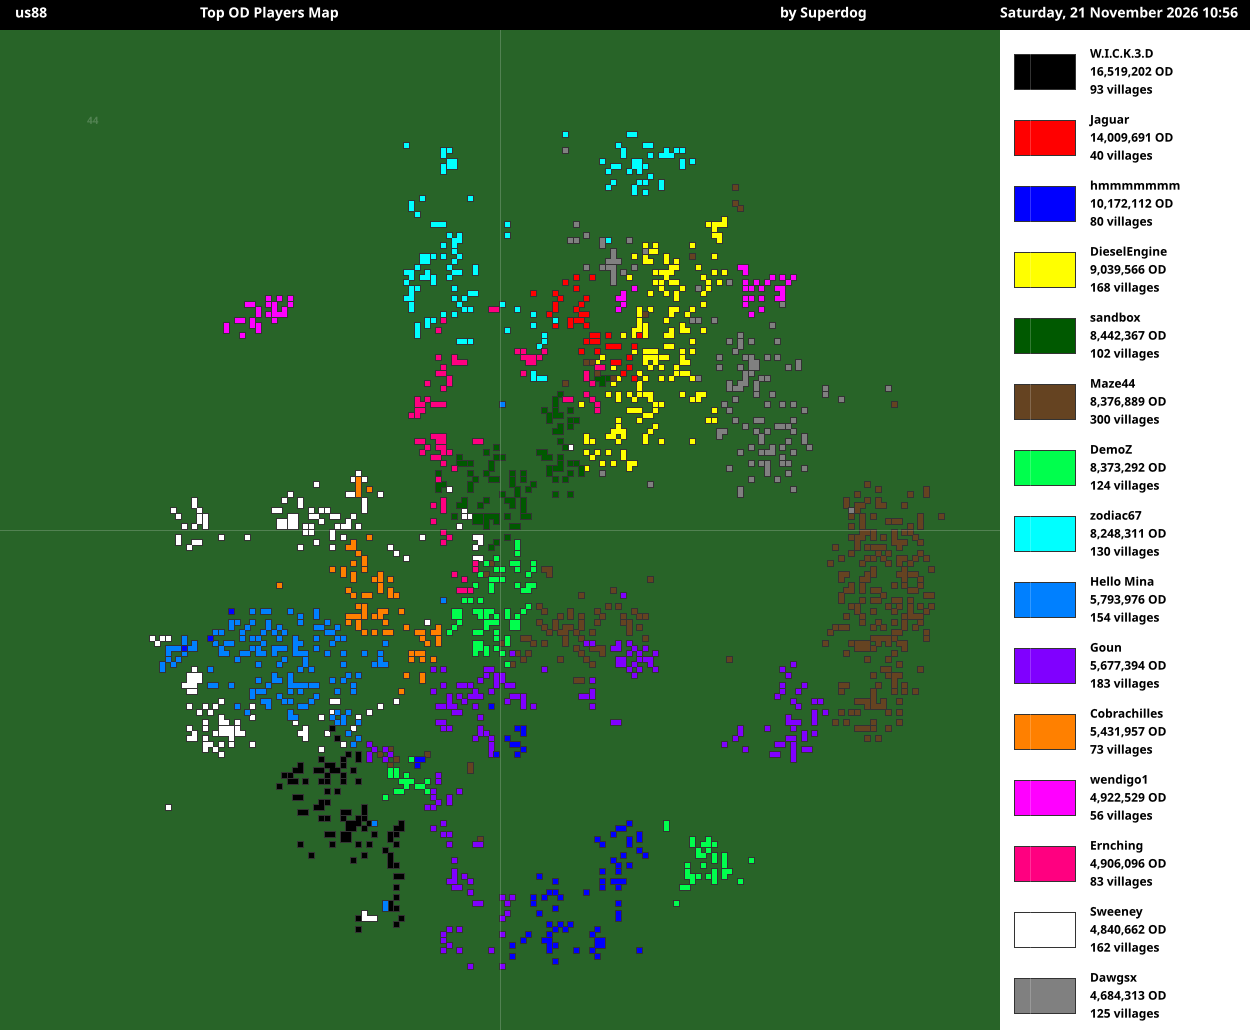 us88 Top OD Players Map by Superdog Saturday, 21 November 2026 10:56
44
W.I.C.K.3.D
16,519,202 OD
93 villages
Jaguar
14,009,691 OD
40 villages
hmmmmmmm
10,172,112 OD
80 villages
DieselEngine
9,039,566 OD
168 villages
sandbox
8,442,367 OD
102 villages
Maze44
8,376,889 OD
300 villages
DemoZ
8,373,292 OD
124 villages
zodiac67
8,248,311 OD
130 villages
Hello Mina
5,793,976 OD
154 villages
Goun
5,677,394 OD
183 villages
Cobrachilles
5,431,957 OD
73 villages
wendigo1
4,922,529 OD
56 villages
Ernching
4,906,096 OD
83 villages
Sweeney
4,840,662 OD
162 villages
Dawgsx
4,684,313 OD
125 villages